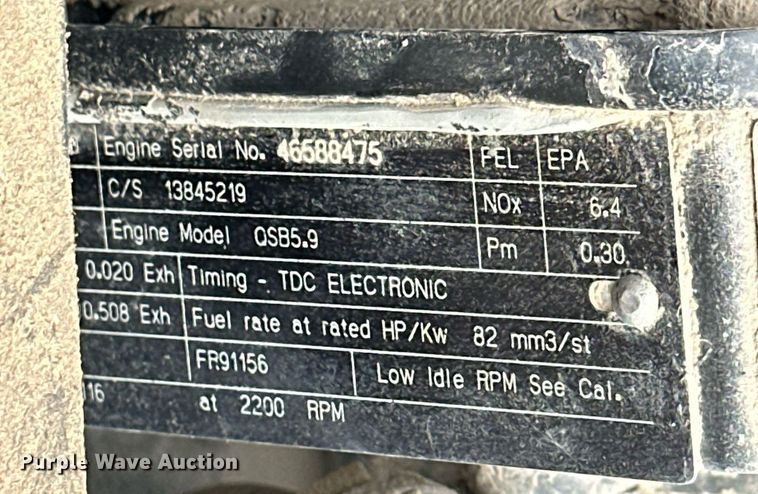 Engine Serial No. 46588475 FEL EPA
C/S 13845219 NOx 6.4
Engine Model QSB5.9 Pm 0.30
0.020 Exh Timing - TDC ELECTRONIC
0.508 Exh Fuel rate at rated HP/Kw 82 mm3/st
FR91156 Low Idle RPM See Cal.
116 at 2200 RPM
Purple Wave Auction